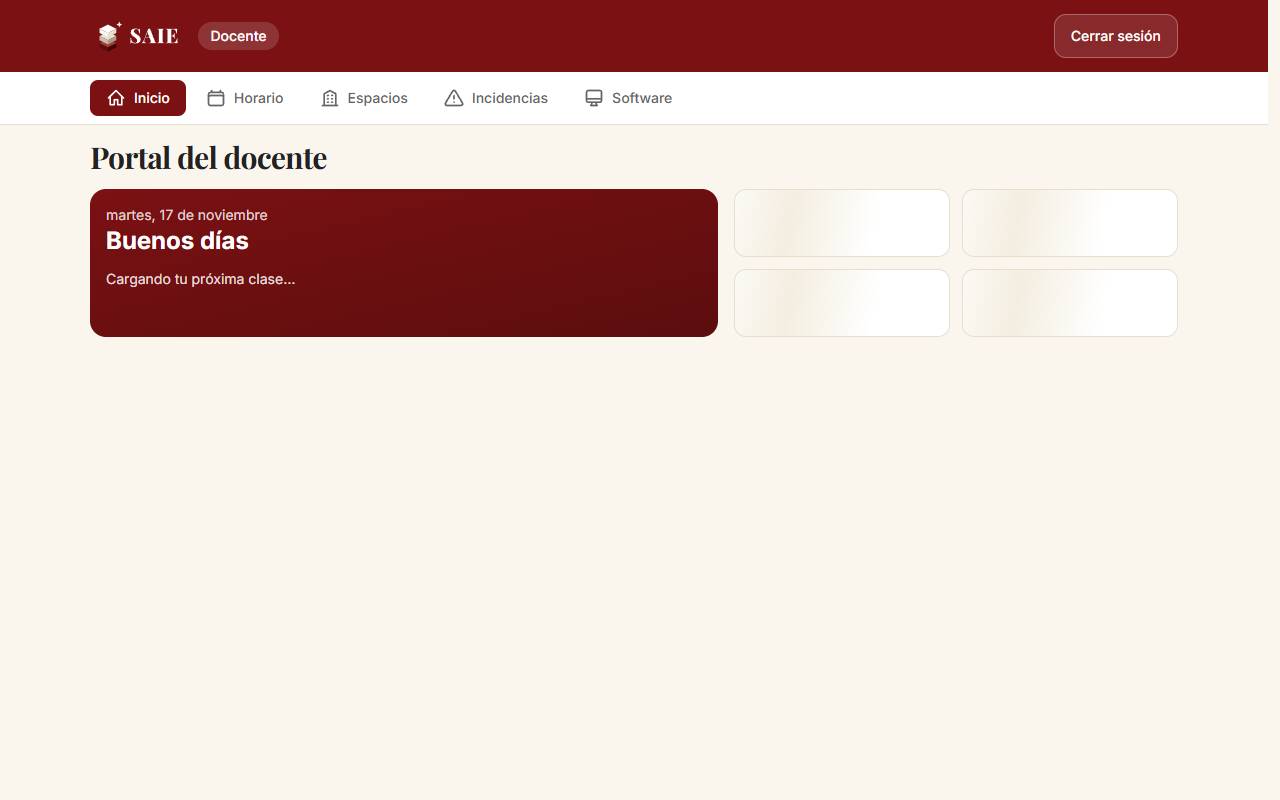 SAIE
Docente
Cerrar sesión
Inicio
Horario
Espacios
Incidencias
Software
Portal del docente
martes, 17 de noviembre
Buenos días
Cargando tu próxima clase...